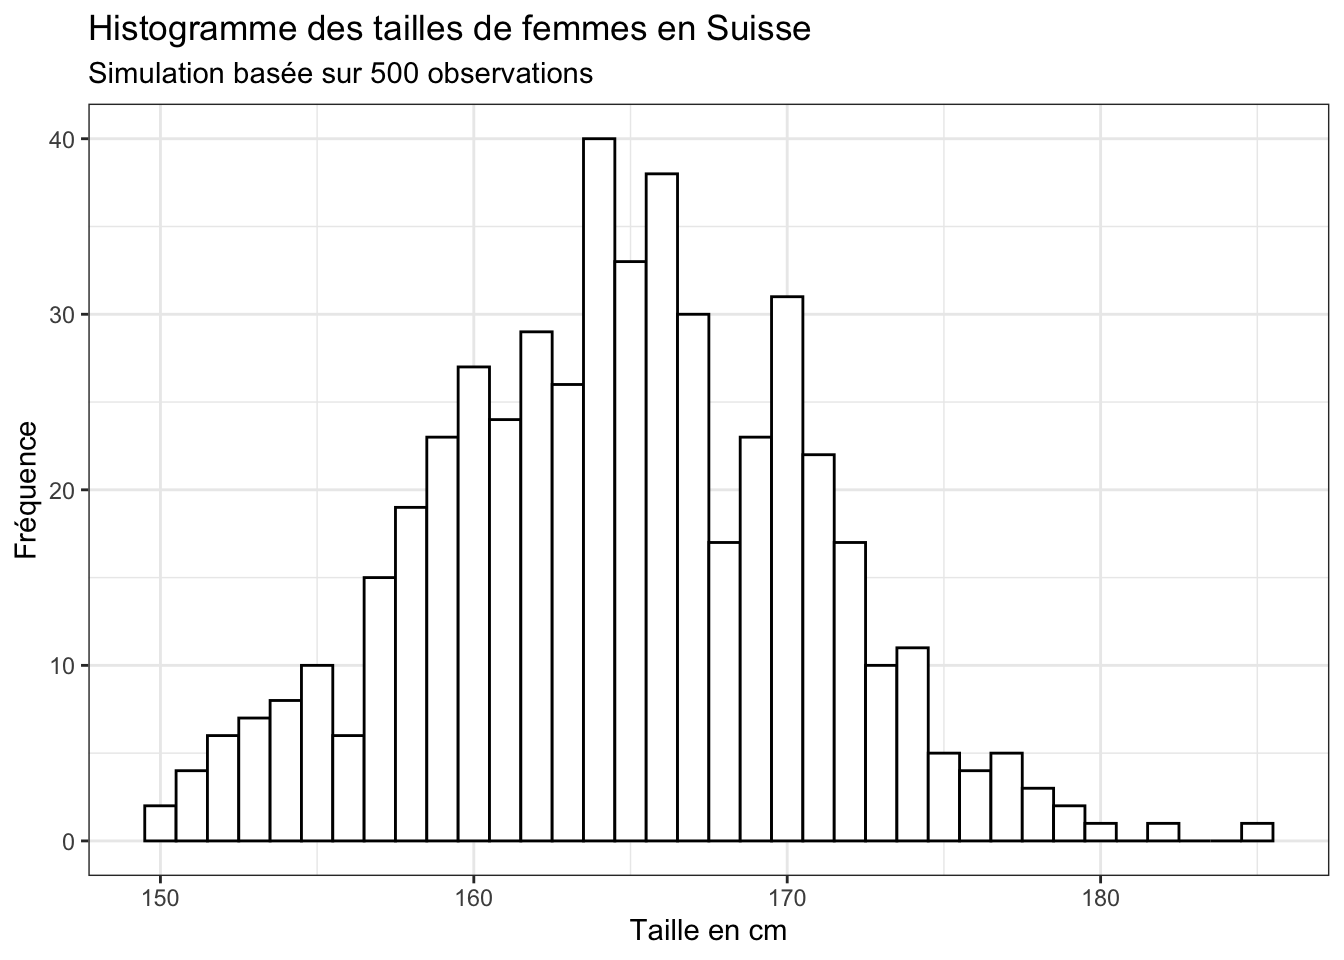 Histogramme des tailles de femmes en Suisse
Simulation basée sur 500 observations
40
30
20
10
0
Fréquence
150 160 170 180
Taille en cm